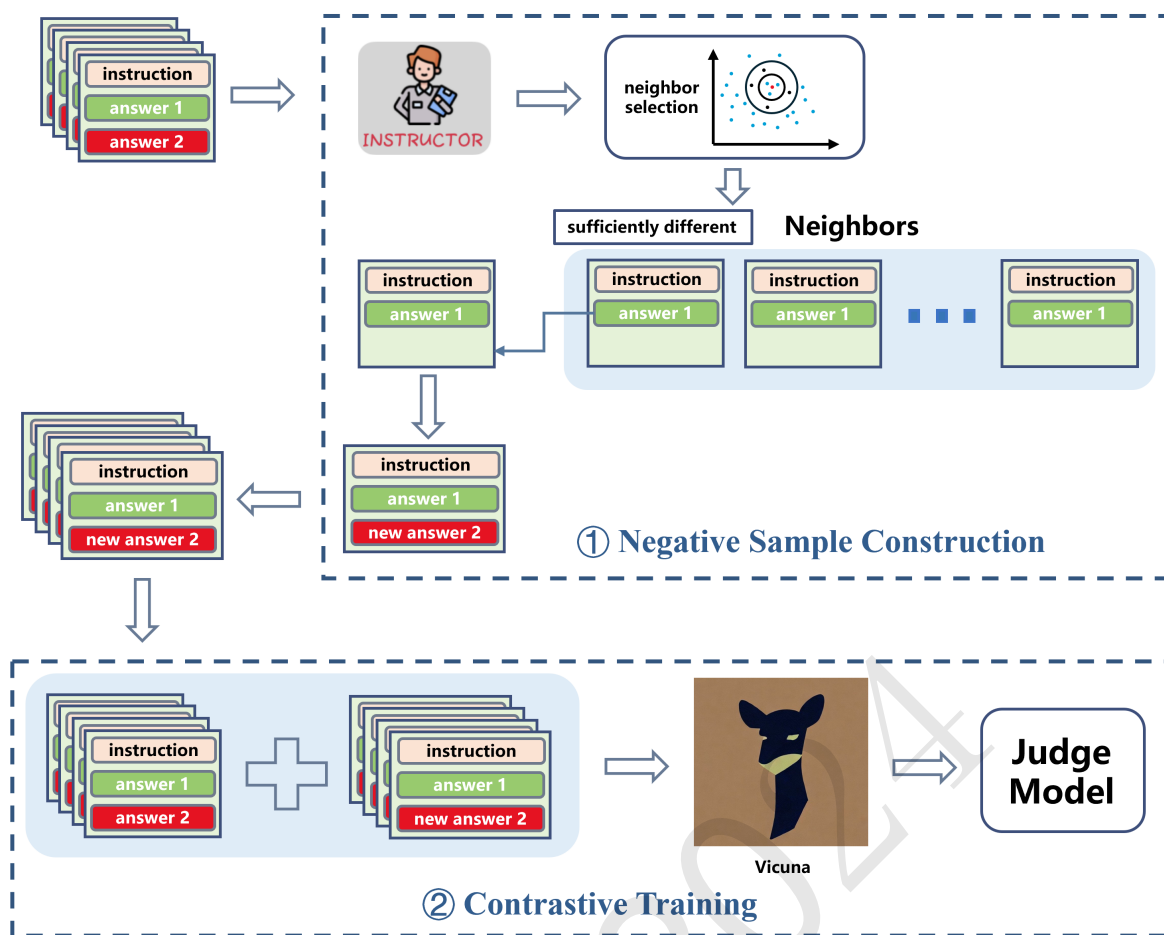 instruction
answer 1
answer 2
INSTRUCTOR
neighbor
selection
sufficiently different
Neighbors
instruction
answer 1
instruction
answer 1
instruction
answer 1
instruction
answer 1
instruction
answer 1
new answer 2
instruction
answer 1
new answer 2
① Negative Sample Construction
instruction
answer 1
answer 2
instruction
answer 1
new answer 2
Vicuna
Judge
Model
② Contrastive Training
2024